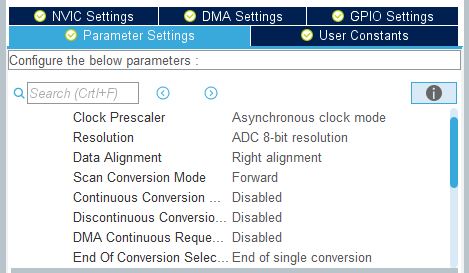 NVIC Settings DMA Settings GPIO Settings
Parameter Settings User Constants
Configure the below parameters :
Search (CrtI+F)
Clock Prescaler Asynchronous clock mode
Resolution ADC 8-bit resolution
Data Alignment Right alignment
Scan Conversion Mode Forward
Continuous Conversion ... Disabled
Discontinuous Conversio... Disabled
DMA Continuous Reque... Disabled
End Of Conversion Selec... End of single conversion